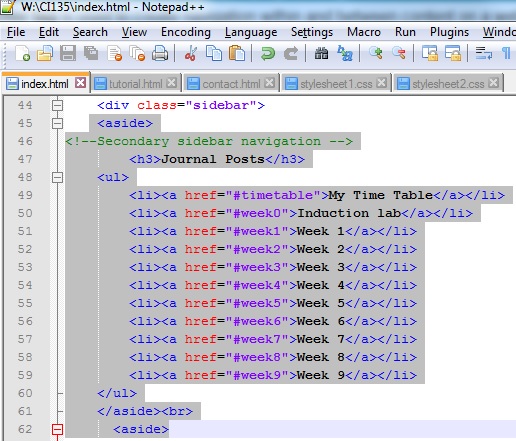 W:\CI135\index.html - Notepad++
File Edit Search View Encoding Language Settings Macro Run Plugins
index.html tutorial.html contact.html stylesheet1.css stylesheet2.css
44 <div class="sidebar">
45 <aside>
46 <!--Secondary sidebar navigation -->
47 <h3>Journal Posts</h3>
48 <ul>
49 <li><a href="#timetable">My Time Table</a></li>
50 <li><a href="#week0">Induction lab</a></li>
51 <li><a href="#week1">Week 1</a></li>
52 <li><a href="#week2">Week 2</a></li>
53 <li><a href="#week3">Week 3</a></li>
54 <li><a href="#week4">Week 4</a></li>
55 <li><a href="#week5">Week 5</a></li>
56 <li><a href="#week6">Week 6</a></li>
57 <li><a href="#week7">Week 7</a></li>
58 <li><a href="#week8">Week 8</a></li>
59 <li><a href="#week9">Week 9</a></li>
60 </ul>
61 </aside><br>
62 <aside>